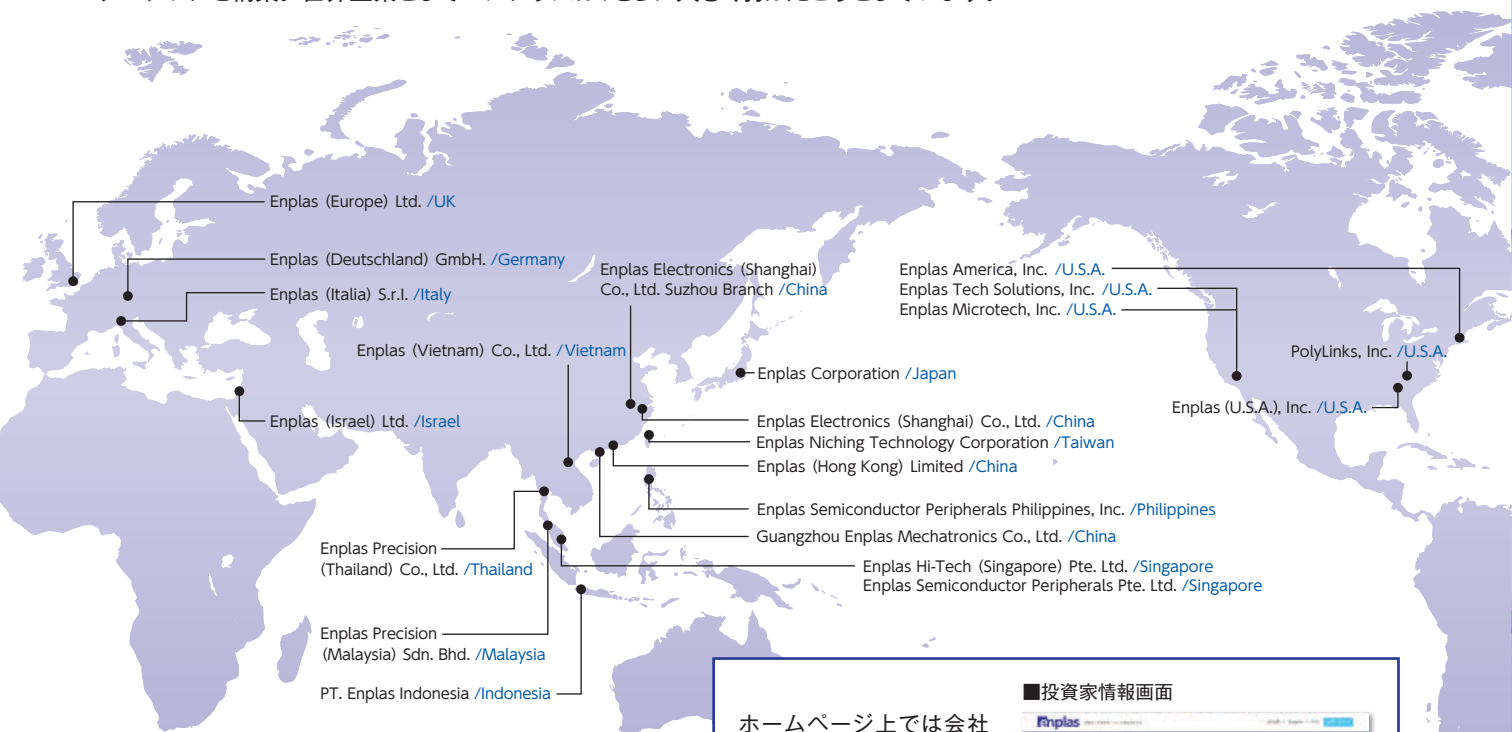 Enplas (Europe) Ltd. /UK
Enplas (Deutschland) GmbH. /Germany
Enplas (Italia) S.r.l. /Italy
Enplas Electronics (Shanghai)
Co., Ltd. Suzhou Branch /China
Enplas America, Inc. /U.S.A.
Enplas Tech Solutions, Inc. /U.S.A.
Enplas Microtech, Inc. /U.S.A.
Enplas (Vietnam) Co., Ltd. /Vietnam
PolyLinks, Inc. /U.S.A.
Enplas Corporation /Japan
Enplas (U.S.A.), Inc. /U.S.A.
Enplas (Israel) Ltd. /Israel
Enplas Electronics (Shanghai) Co., Ltd. /China
Enplas Niching Technology Corporation /Taiwan
Enplas (Hong Kong) Limited /China
Enplas Semiconductor Peripherals Philippines, Inc. /Philippines
Guangzhou Enplas Mechatronics Co., Ltd. /China
Enplas Precision
(Thailand) Co., Ltd. /Thailand
Enplas Hi-Tech (Singapore) Pte. Ltd. /Singapore
Enplas Semiconductor Peripherals Pte. Ltd. /Singapore
Enplas Precision
(Malaysia) Sdn. Bhd. /Malaysia
PT. Enplas Indonesia /Indonesia
■投資家情報画面
ホームページ上では会社
Enplas